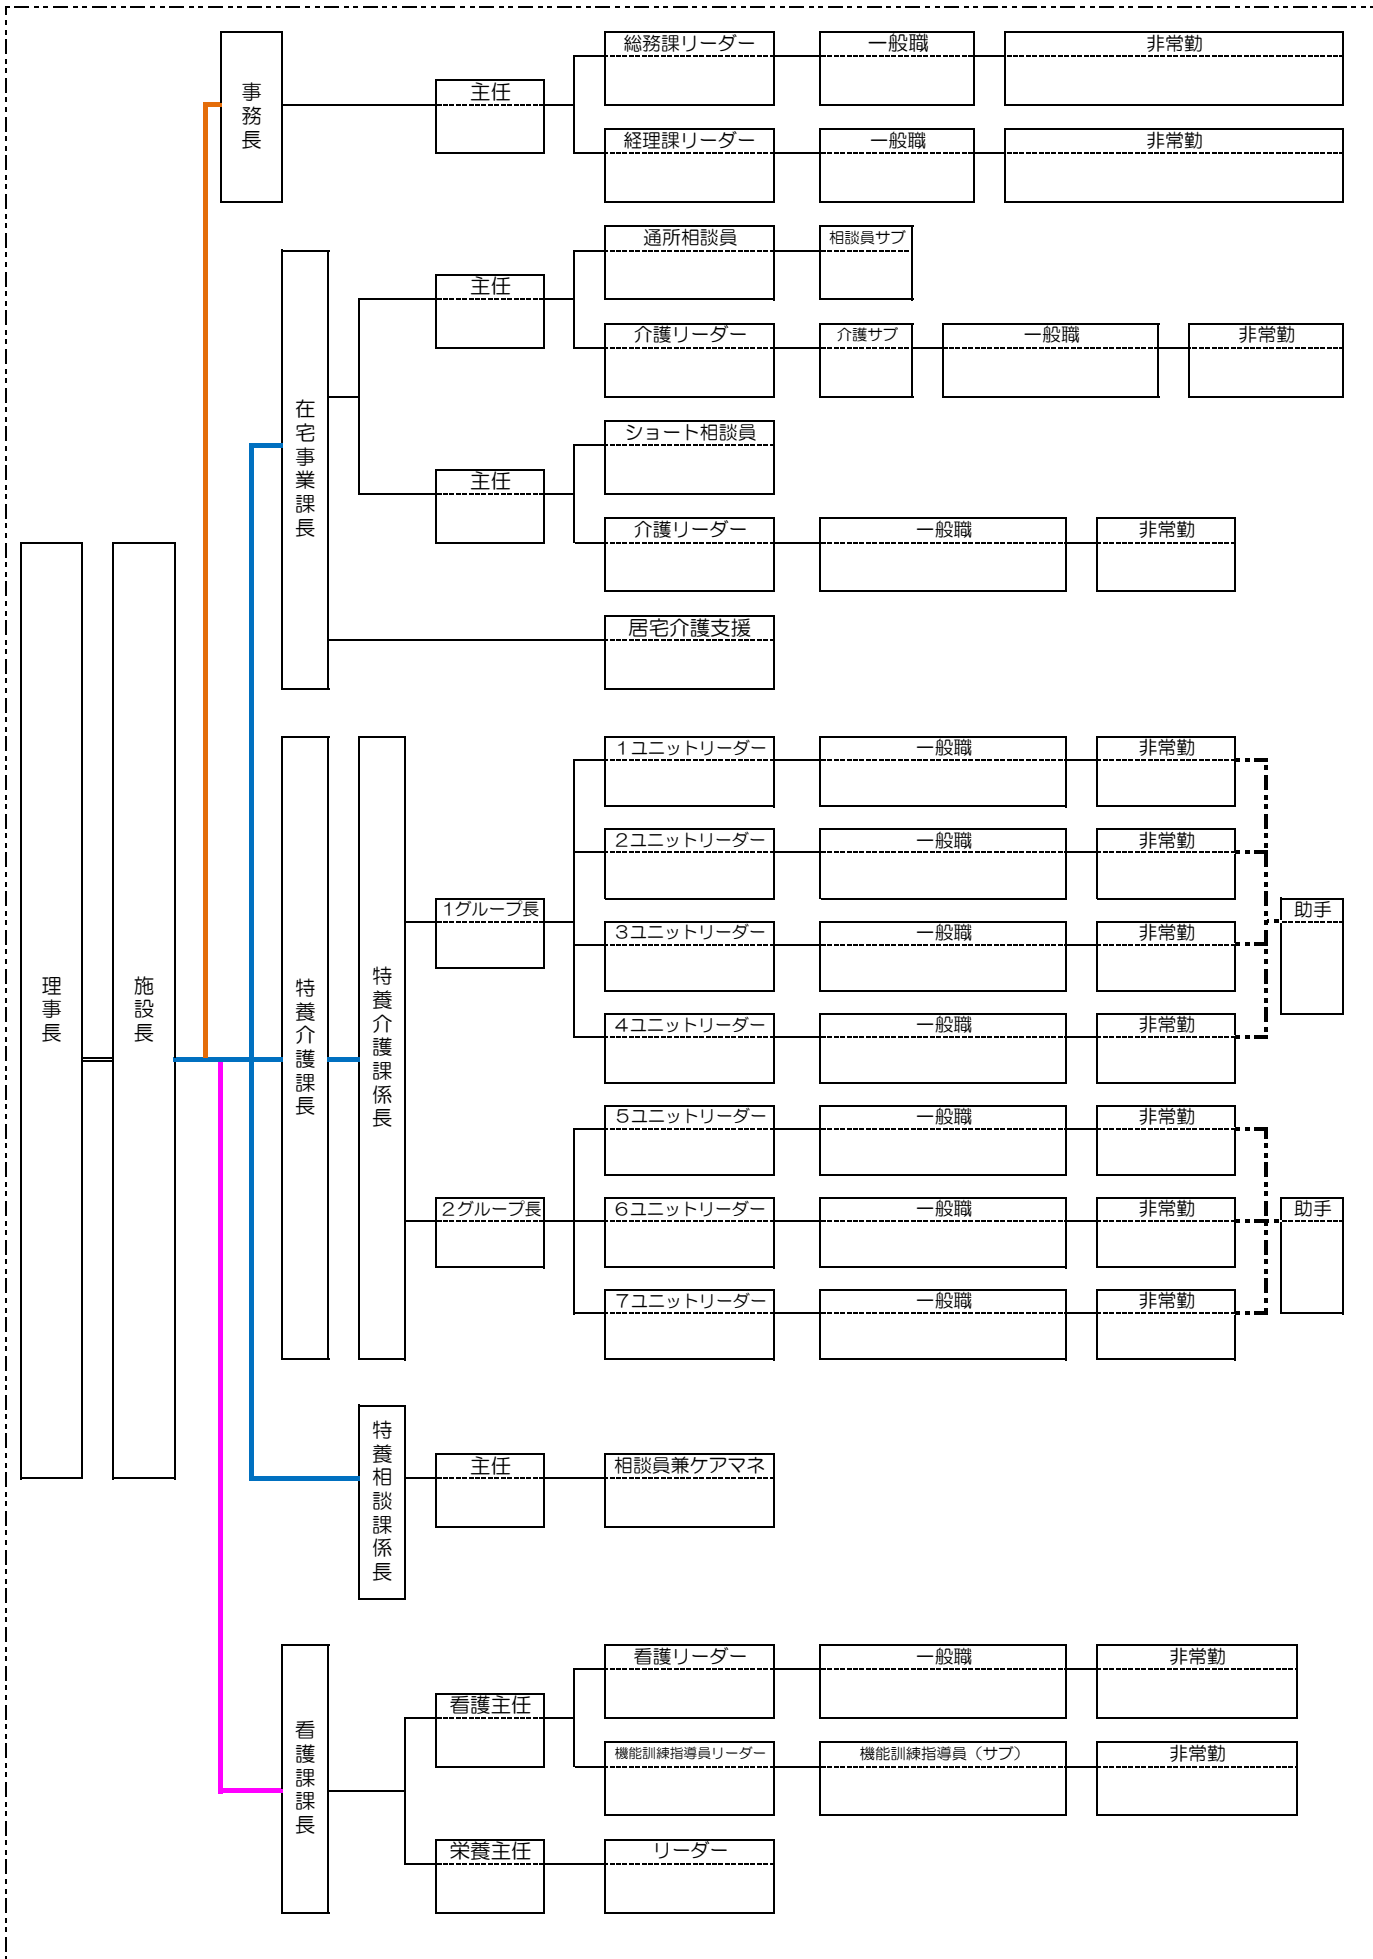 理事長
施設長
事務長
主任
総務課リーダー
一般職
非常勤
経理課リーダー
一般職
非常勤
在宅事業課長
主任
通所相談員
相談員サブ
介護リーダー
介護サブ
一般職
非常勤
主任
ショート相談員
介護リーダー
一般職
非常勤
居宅介護支援
特養介護課長
特養介護課係長
1グループ長
1ユニットリーダー
一般職
非常勤
2ユニットリーダー
一般職
非常勤
3ユニットリーダー
一般職
非常勤
4ユニットリーダー
一般職
非常勤
助手
2グループ長
5ユニットリーダー
一般職
非常勤
6ユニットリーダー
一般職
非常勤
7ユニットリーダー
一般職
非常勤
助手
特養相談課係長
主任
相談員兼ケアマネ
看護課課長
看護主任
看護リーダー
一般職
非常勤
機能訓練指導員リーダー
機能訓練指導員（サブ）
非常勤
栄養主任
リーダー